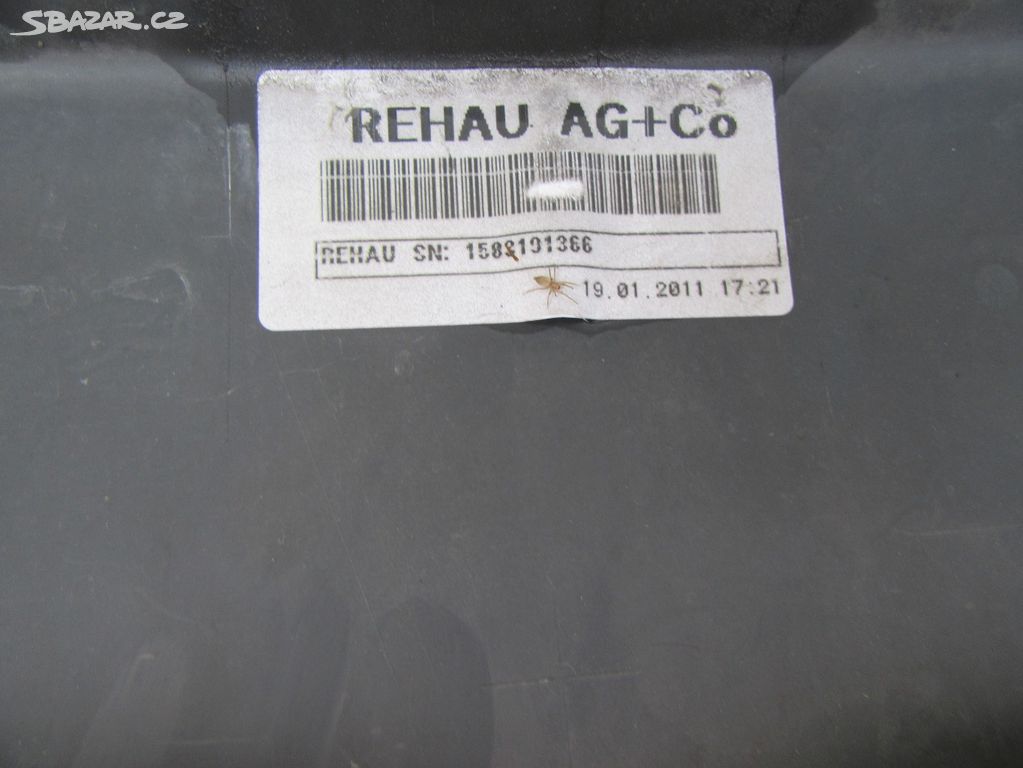 SBAZAR.CZ
REHAU AG+Co
REHAU SN:
19.01.2011 17:21